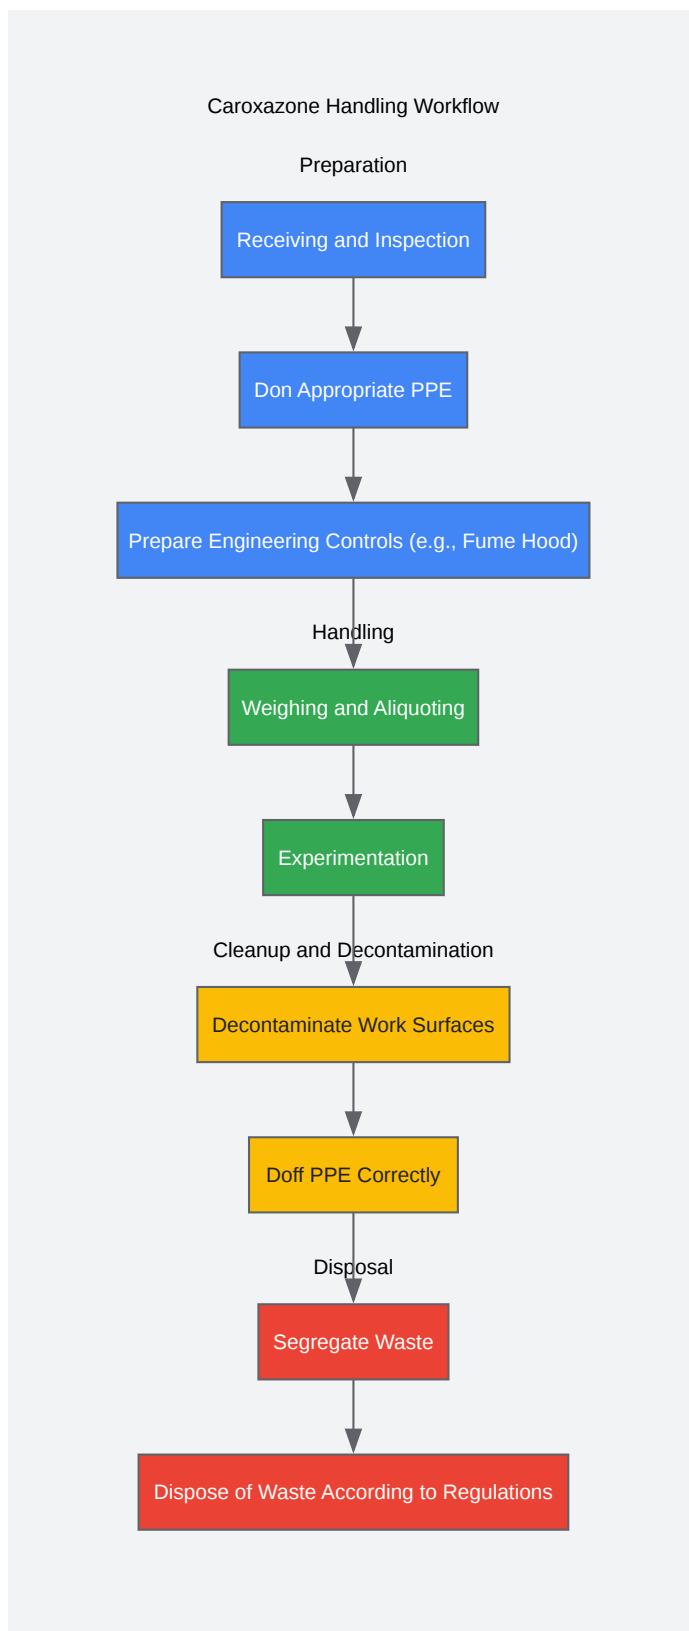 Caroxazone Handling Workflow
Preparation
Receiving and Inspection
Don Appropriate PPE
Prepare Engineering Controls (e.g., Fume Hood)
Handling
Weighing and Aliquoting
Experimentation
Cleanup and Decontamination
Decontaminate Work Surfaces
Doff PPE Correctly
Disposal
Segregate Waste
Dispose of Waste According to Regulations